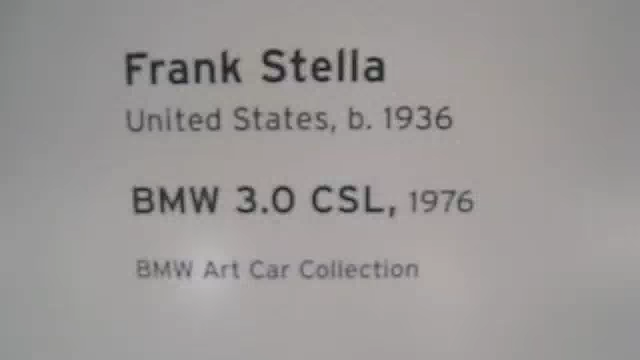 Frank Stella
United States, b. 1936
BMW 3.0 CSL, 1976
BMW Art Car Collection